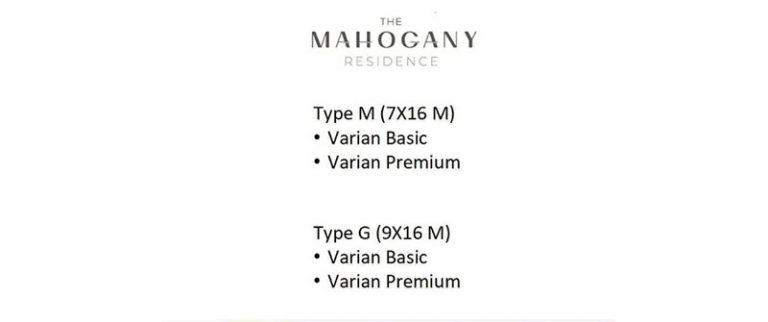 THE
MAHOGANY
RESIDENCE
Type M (7X16 M)
• Varian Basic
• Varian Premium
Type G (9X16 M)
• Varian Basic
• Varian Premium